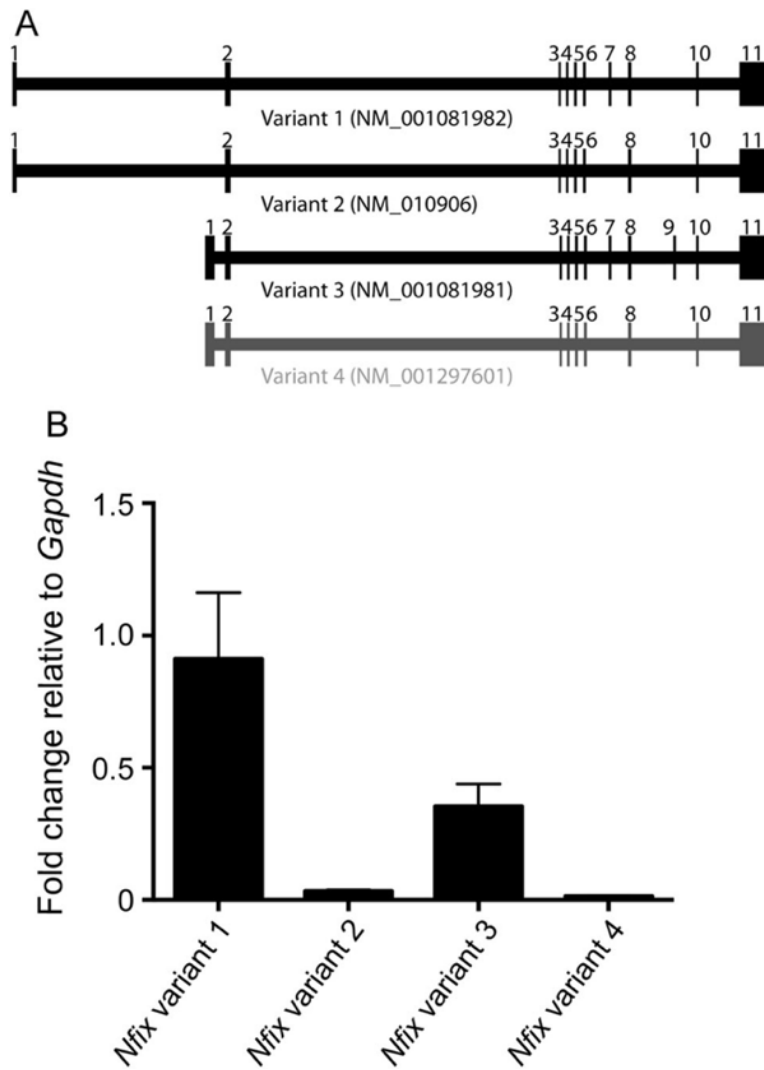 A
1 2 3456 7 8 10 11
Variant 1 (NM_001081982)
1 2 3456 8 10 11
Variant 2 (NM_010906)
1 2 3456 7 8 9 10 11
Variant 3 (NM_001081981)
1 2 3456 8 10 11
Variant 4 (NM_001297601)
B
Fold change relative to Gapdh
1.5
1.0
0.5
0
Nfix variant 1
Nfix variant 2
Nfix variant 3
Nfix variant 4